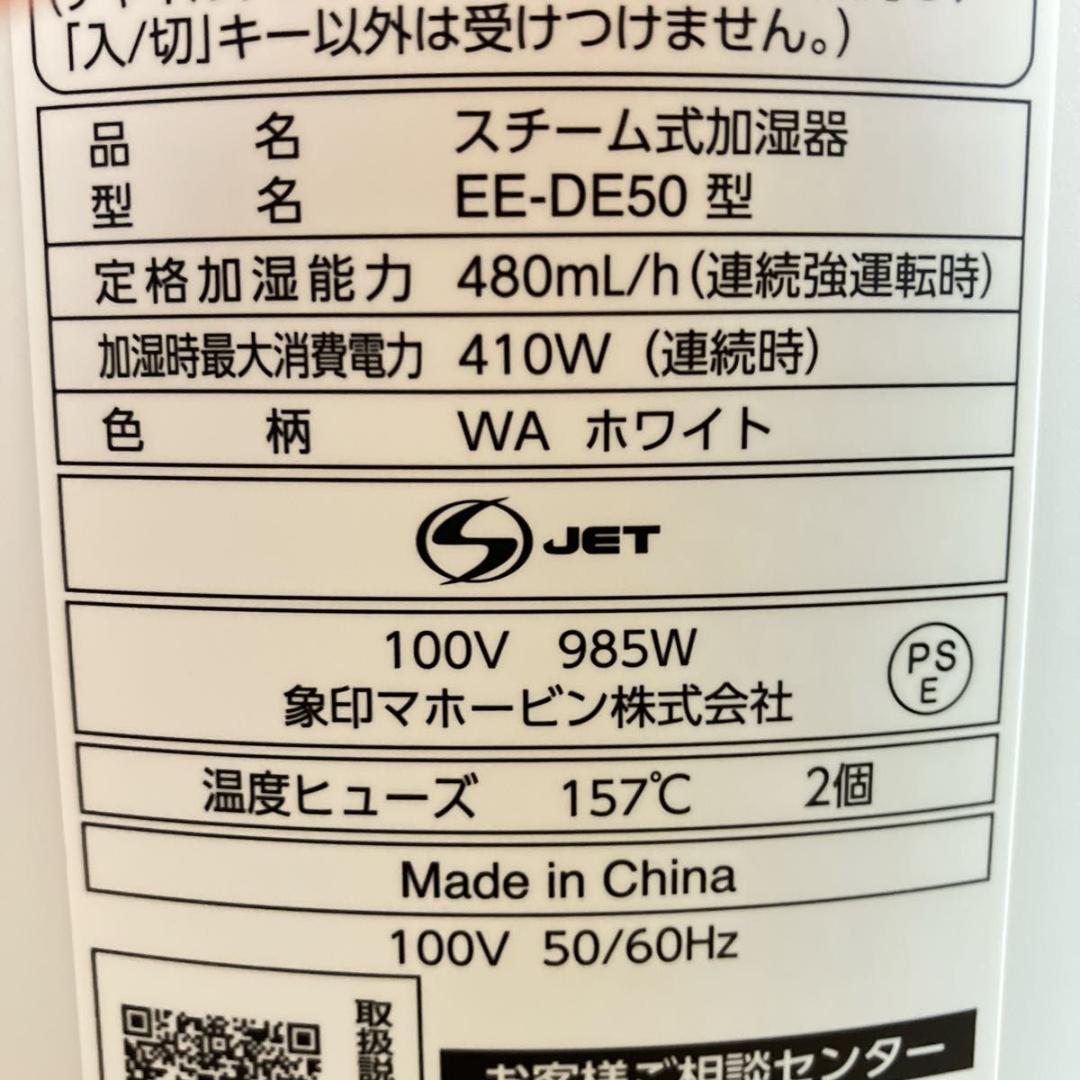 「入/切」キー以外は受けつけません。)
品名 スチーム式加湿器
型名 EE-DE50 型
定格加湿能力 480mL/h(連続強運転時)
加湿時最大消費電力 410W (連続時)
色柄 WA ホワイト
S JET
100V 985W
象印マホービン株式会社
PS
E
温度ヒューズ 157℃ 2個
Made in China
100V 50/60Hz
取扱説
お客様ご相談センター